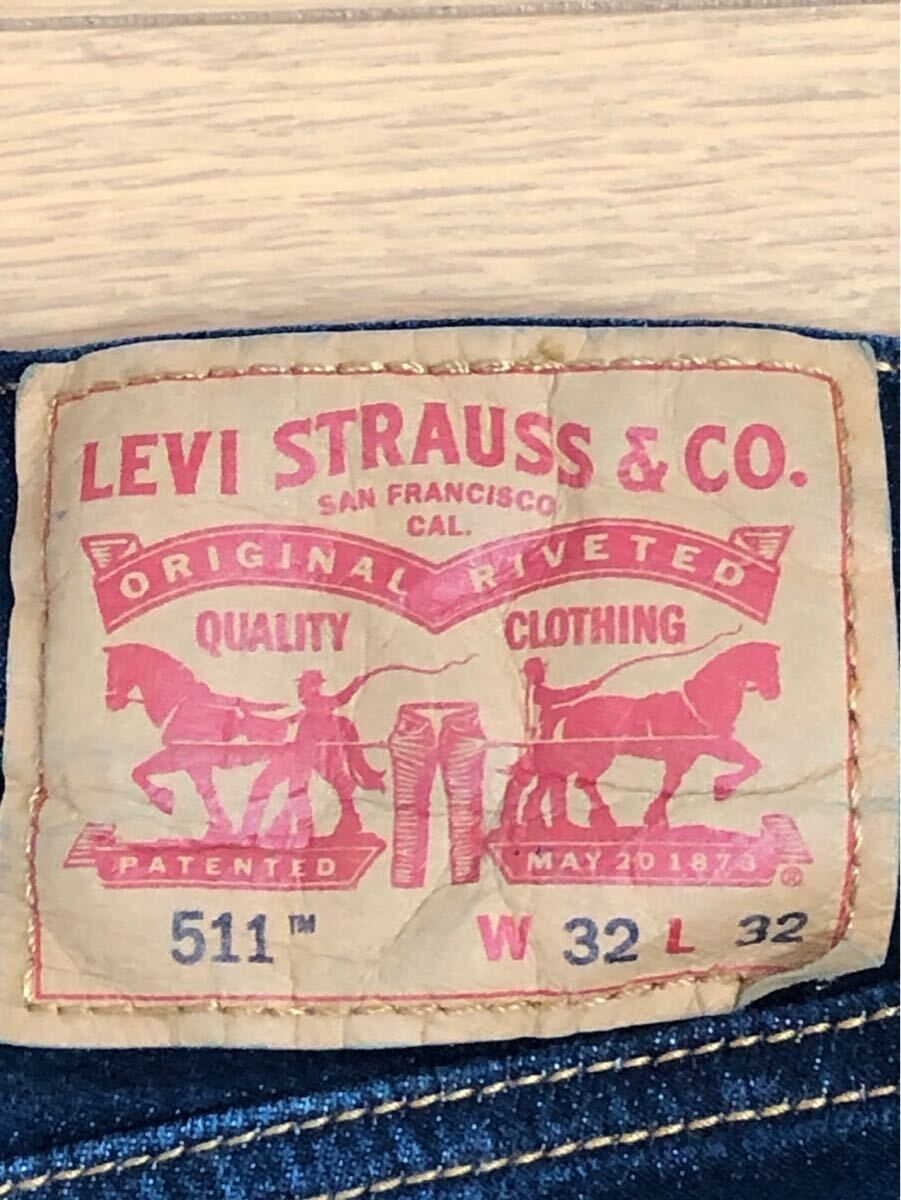 LEVI STRAUSS & CO.
SAN FRANCISCO
CAL.
ORIGINAL RIVETED
QUALITY CLOTHING
PATENTED MAY 20 1873 ®
511™ W 32 L 32